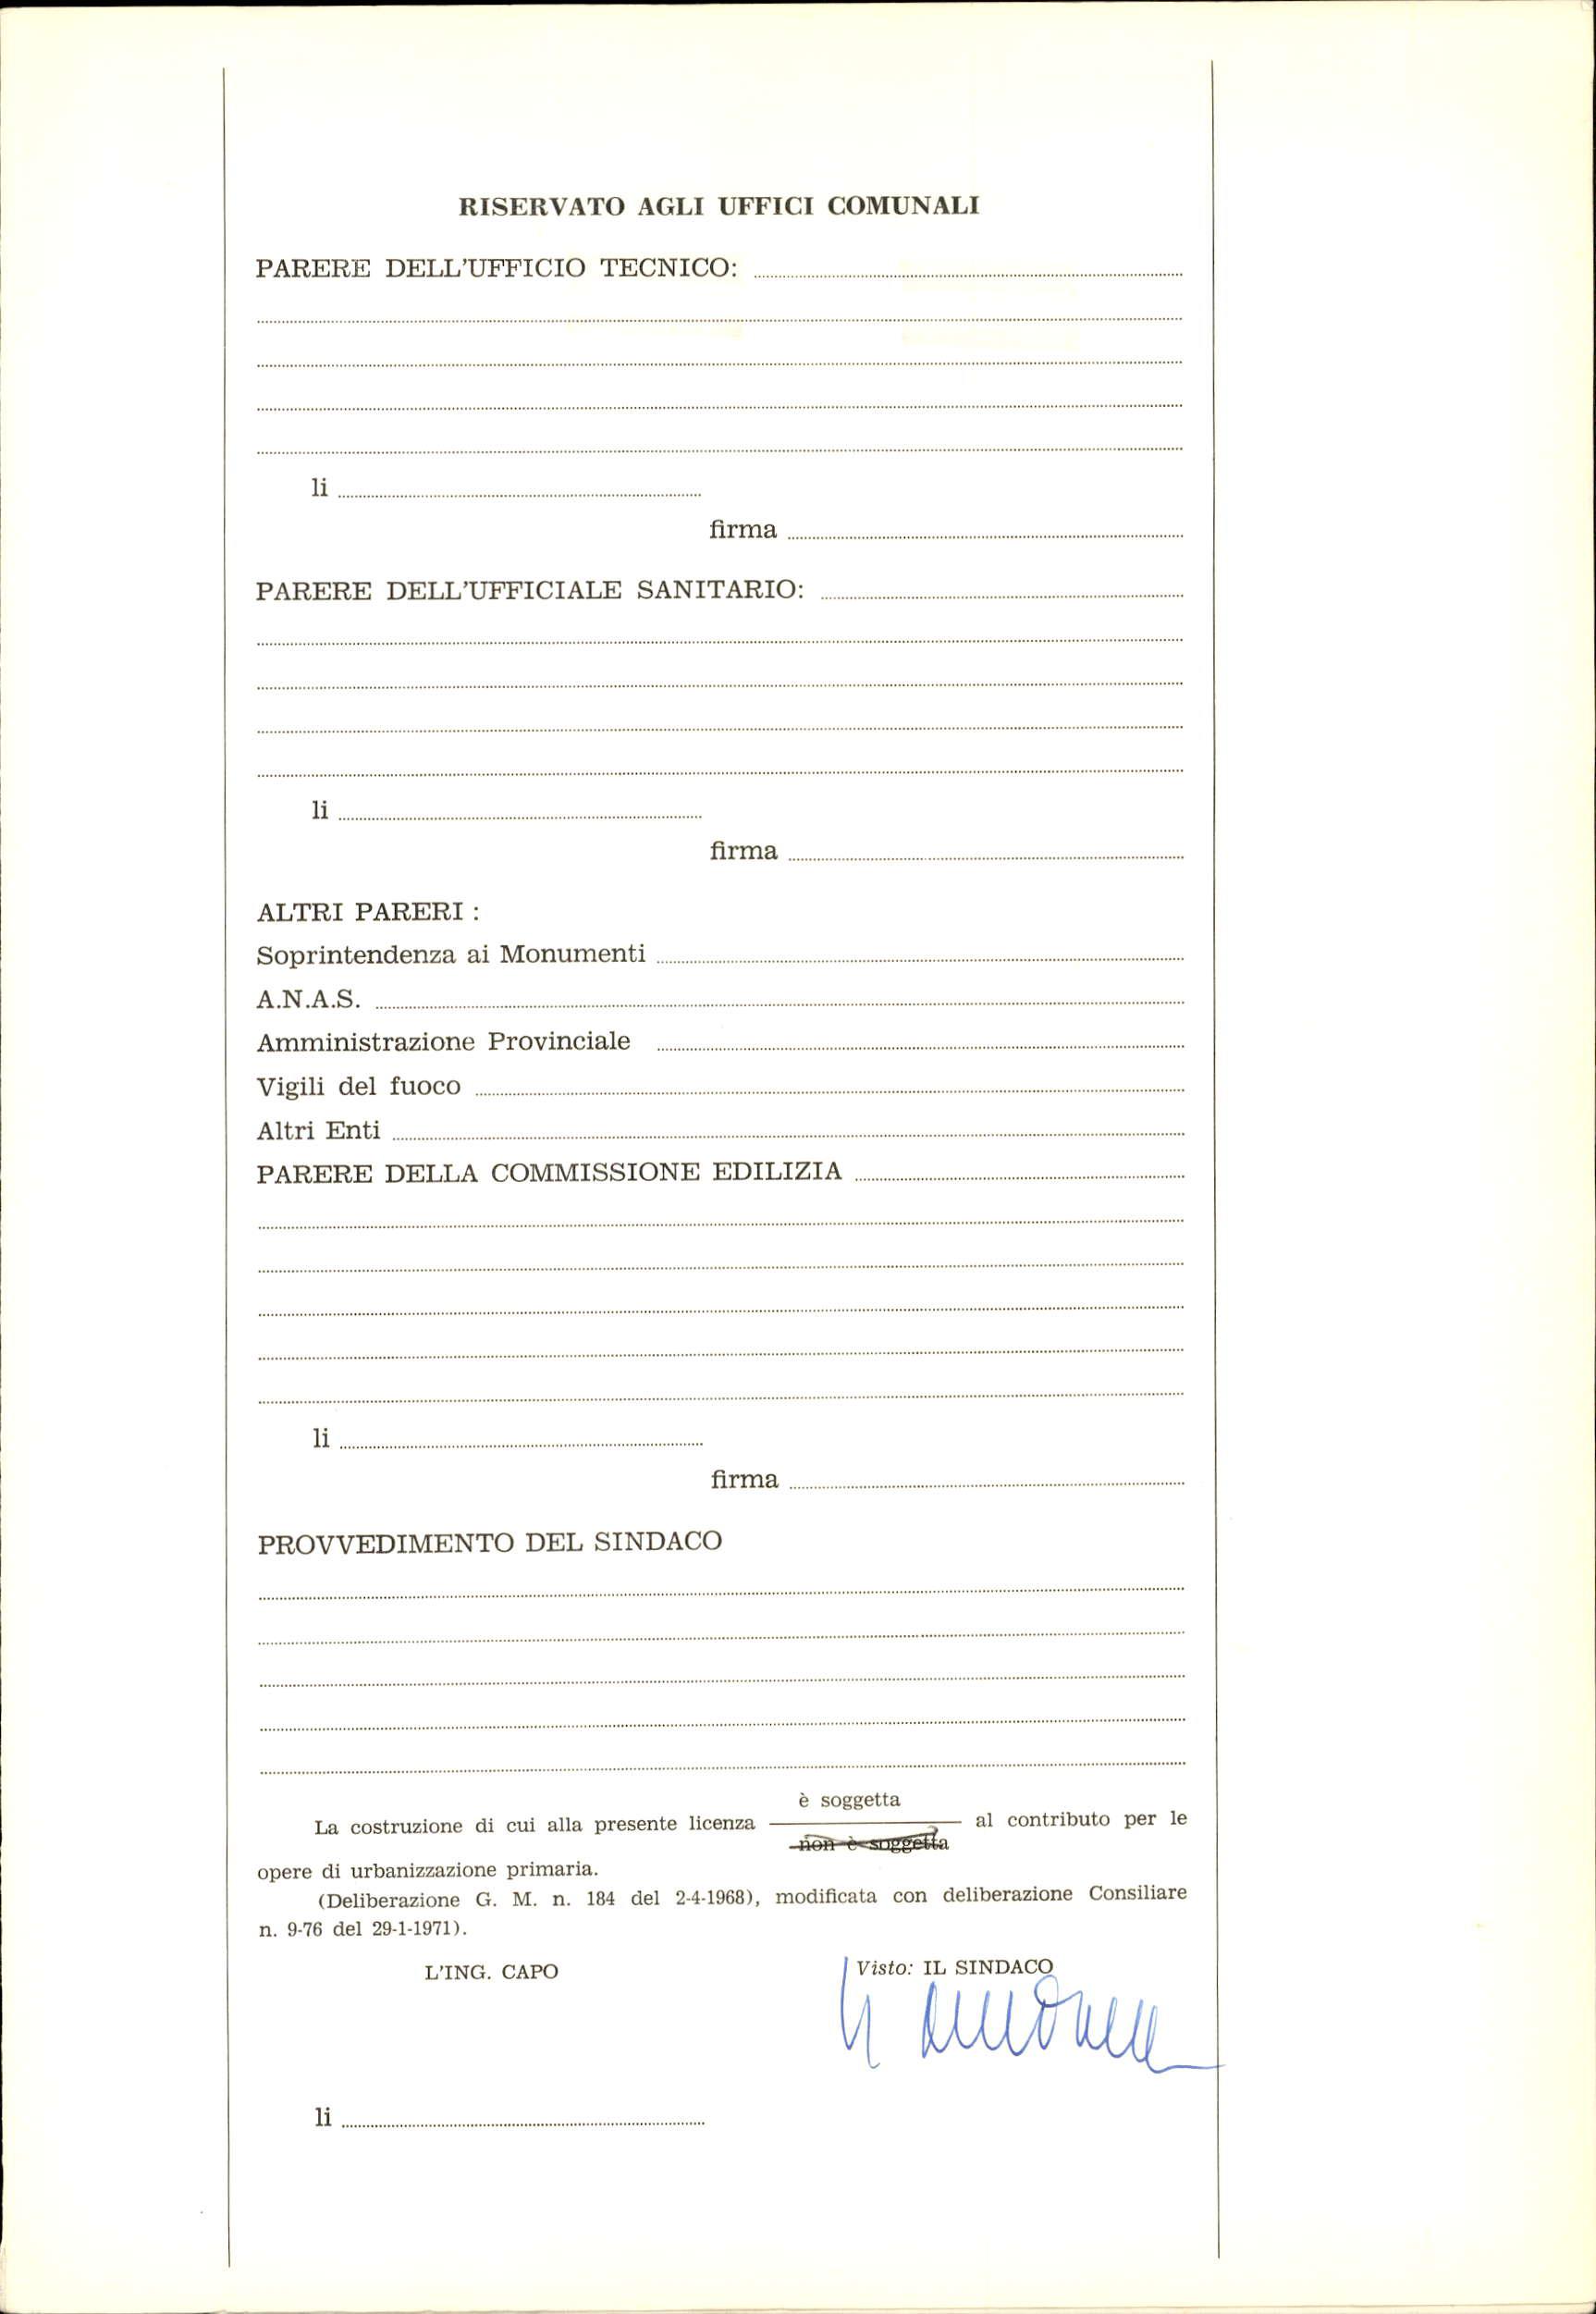 RISERVATO AGLI UFFICI COMUNALI
PARERE DELL'UFFICIO TECNICO:
li
firma
PARERE DELL'UFFICIALE SANITARIO:
li
firma
ALTRI PARERI :
Soprintendenza ai Monumenti
A.N.A.S.
Amministrazione Provinciale
Vigili del fuoco
Altri Enti
PARERE DELLA COMMISSIONE EDILIZIA
li
firma
PROVVEDIMENTO DEL SINDACO
è soggetta
La costruzione di cui alla presente licenza al contributo per le
non è soggetta
opere di urbanizzazione primaria.
(Deliberazione G. M. n. 184 del 2-4-1968), modificata con deliberazione Consiliare
n. 9-76 del 29-1-1971).
L'ING. CAPO Visto: IL SINDACO
li